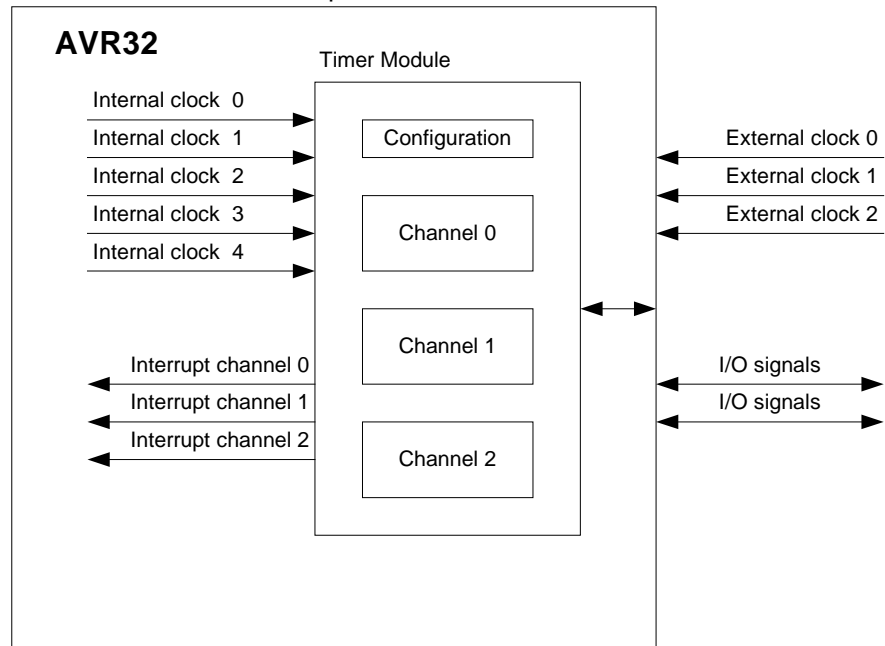 AVR32
Timer Module
Internal clock 0
Internal clock 1
Internal clock 2
Internal clock 3
Internal clock 4
Configuration
Channel 0
Channel 1
Channel 2
External clock 0
External clock 1
External clock 2
Interrupt channel 0
Interrupt channel 1
Interrupt channel 2
I/O signals
I/O signals